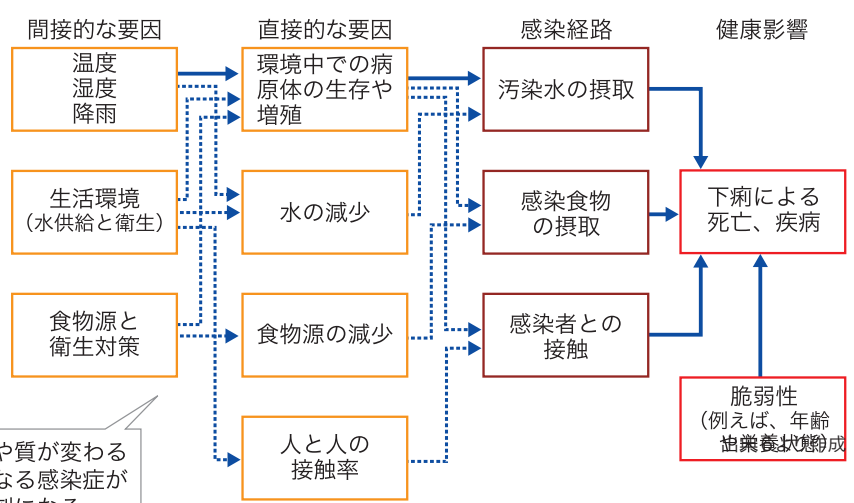 間接的な要因
直接的な要因
感染経路
健康影響
温度
湿度
降雨
環境中での病
原体の生存や
増殖
汚染水の摂取
生活環境
（水供給と衛生）
水の減少
感染食物
の摂取
下痢による
死亡、疾病
食物源と
衛生対策
食物源の減少
感染者との
接触
人と人の
接触率
脆弱性
（例えば、年齢
や栄養状態）
や質が変わる
なる感染症が